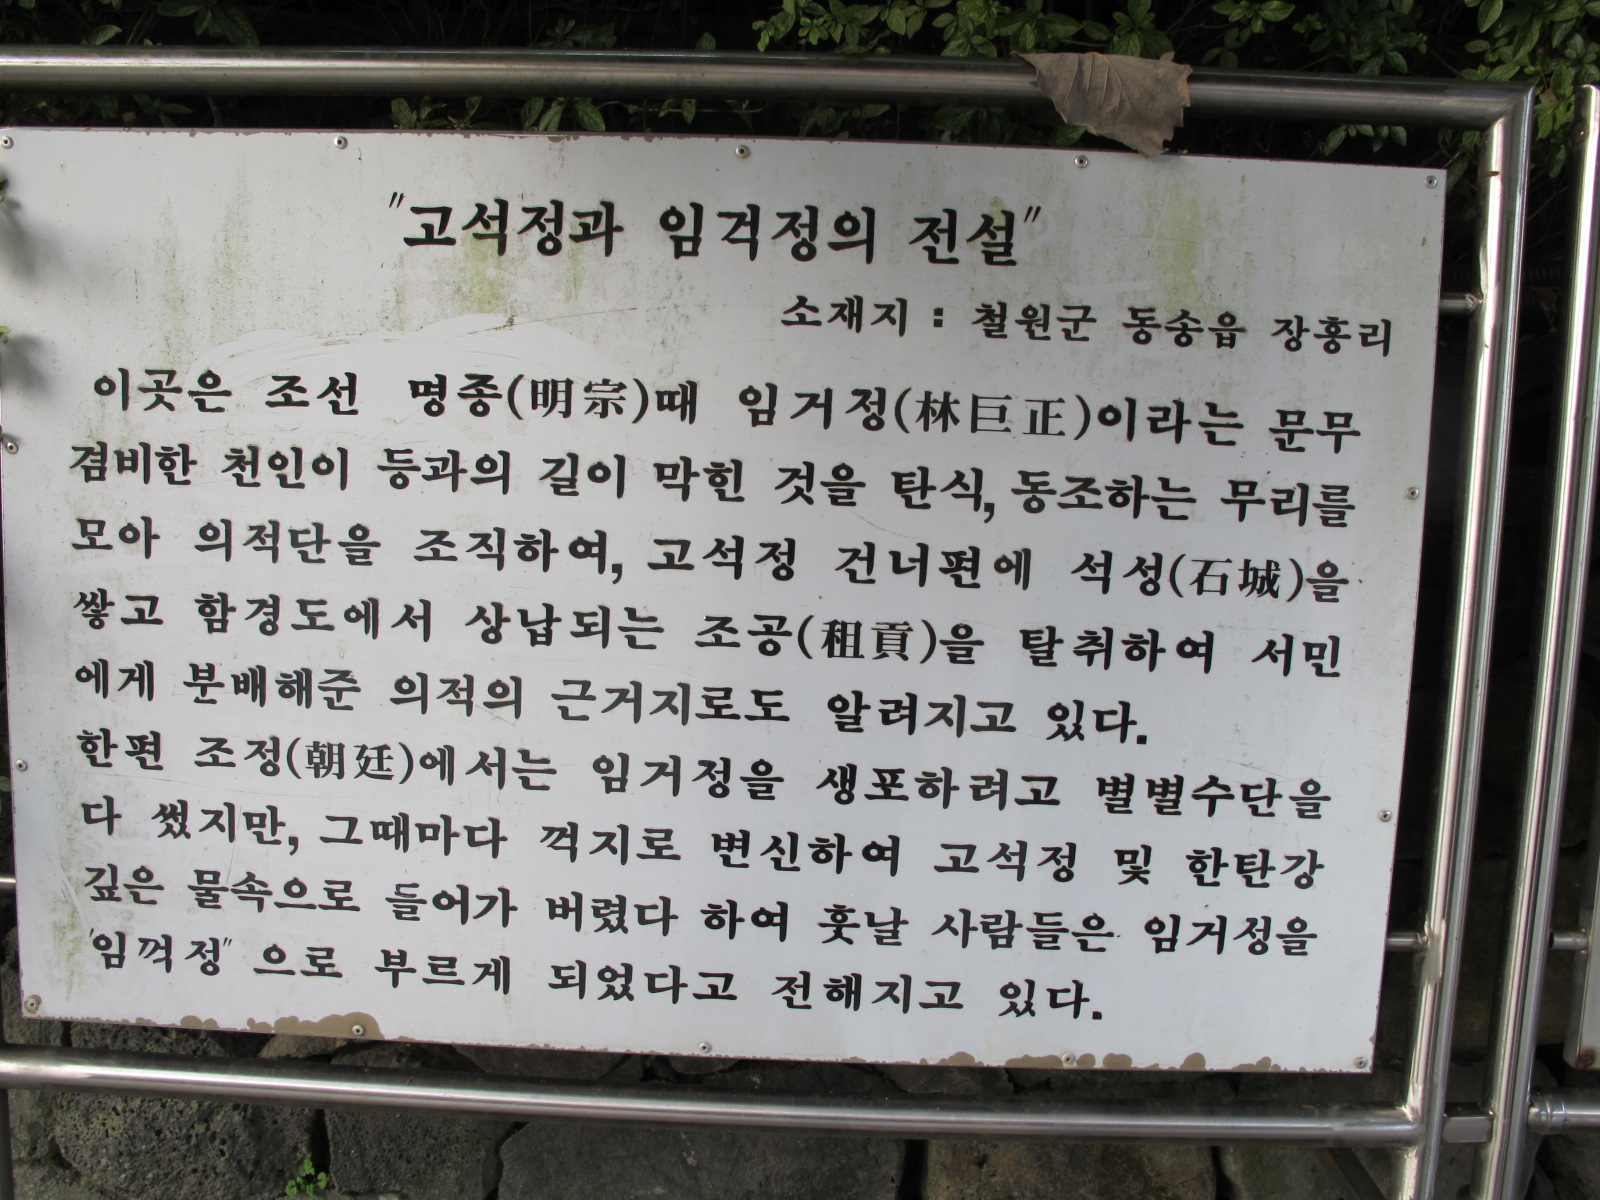 "고석정과 임걱정의 전설"
소재지 : 철원군 동송읍 장흥리
이곳은 조선 명종(明宗)때 임거정(林巨正)이라는 문무
겸비한 천인이 등과의 길이 막힌 것을 탄식, 동조하는 무리를
모아 의적단을 조직하여, 고석정 건너편에 석성(石城)을
쌓고 함경도에서 상납되는 조공(租貢)을 탈취하여 서민
에게 분배해준 의적의 근거지로도 알려지고 있다.
한편 조정(朝廷)에서는 임거정을 생포하려고 별별수단을
다 썼지만, 그때마다 꺽지로 변신하여 고석정 및 한탄강
깊은 물속으로 들어가 버렸다 하여 훗날 사람들은 임거정을
"임꺽정" 으로 부르게 되었다고 전해지고 있다.